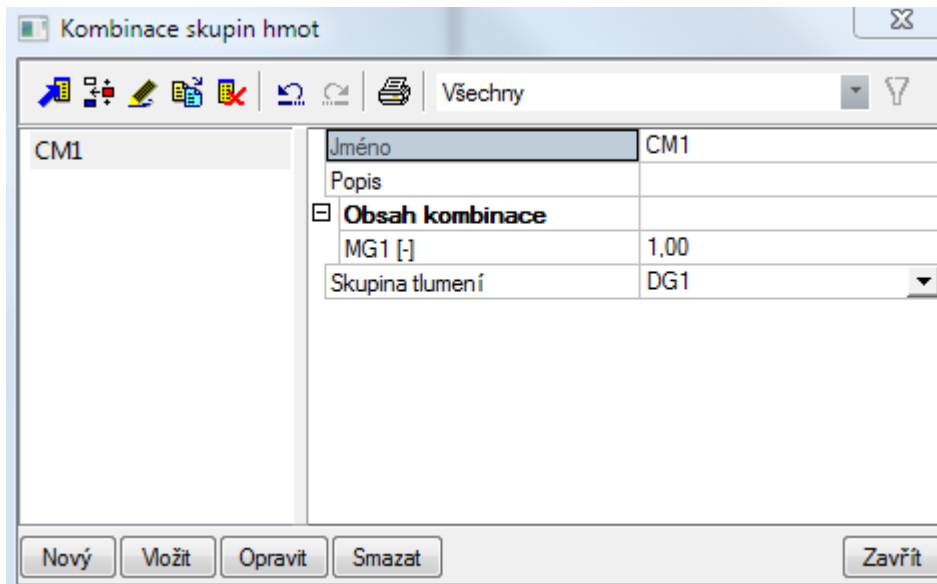 Kombinace skupin hmot
Všechny
CM1
Jméno CM1
Popis
Obsah kombinace
MG1 [-] 1,00
Skupina tlumení DG1
Nový Vložit Opravit Smazat Zavřít